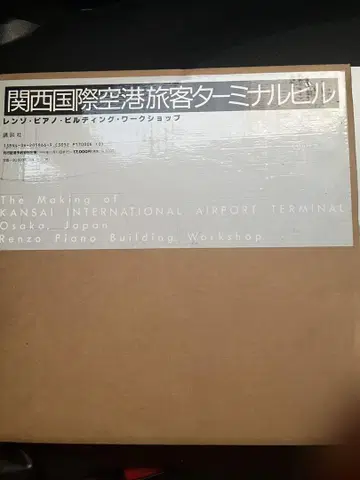 関西国際空港旅客ターミナルビル
レンゾ・ピアノ・ビルディング・ワークショップ
講談社
The Making of
KANSAI INTERNATIONAL AIRPORT TERMINAL
Osaka, Japan
Renzo Piano Building Workshop